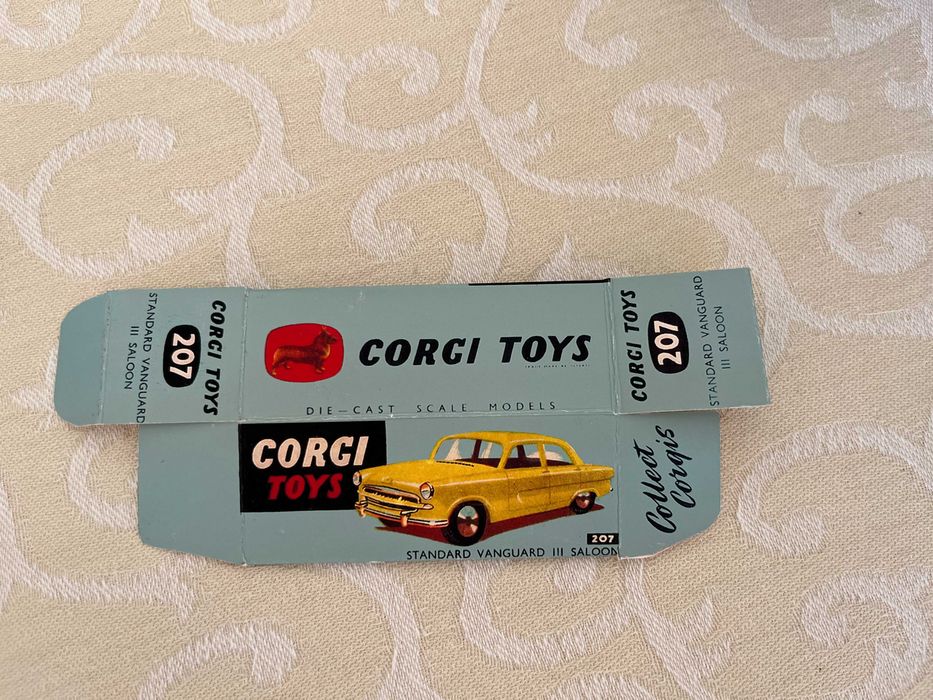 STANDARD VANGUARD
III SALOON
207
CORGI TOYS
CORGI TOYS
DIE-CAST SCALE MODELS
CORGI TOYS
207
STANDARD VANGUARD
III SALOON
CORGI
TOYS
207
STANDARD VANGUARD III SALOON
Collect
Corgis